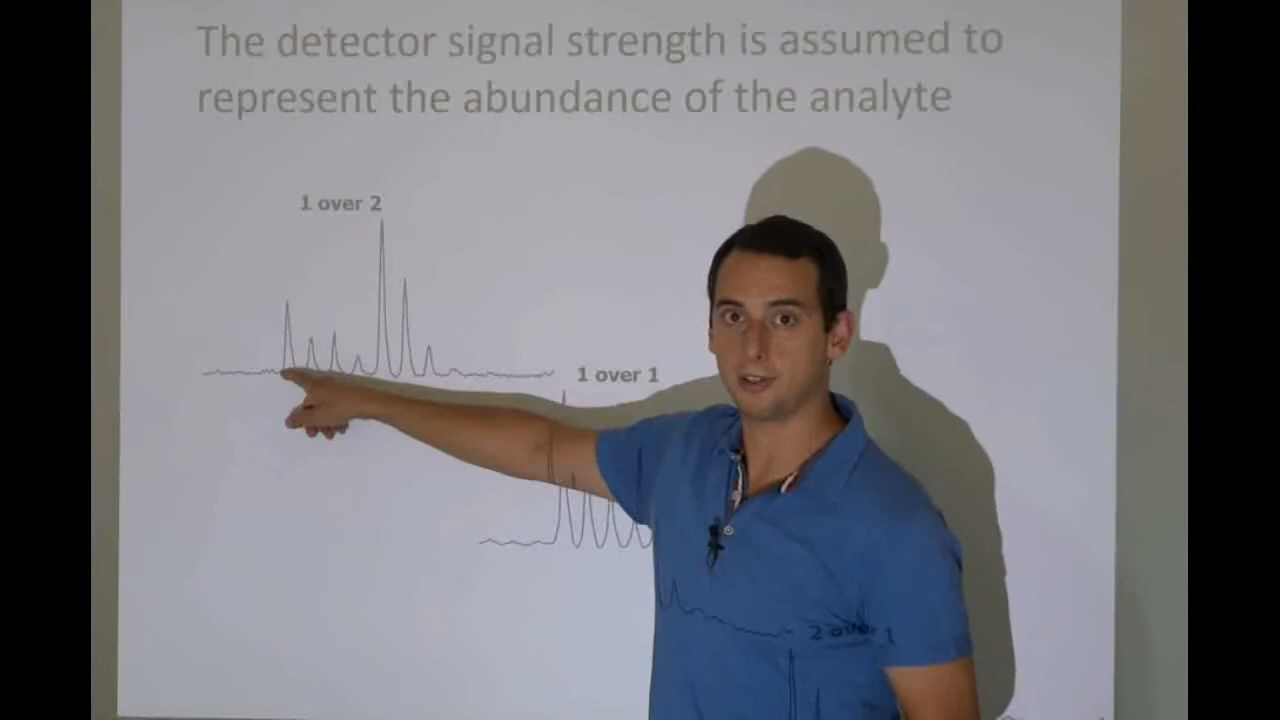 The detector signal strength is assumed to
represent the abundance of the analyte
1 over 2
1 over 1
2 over 1